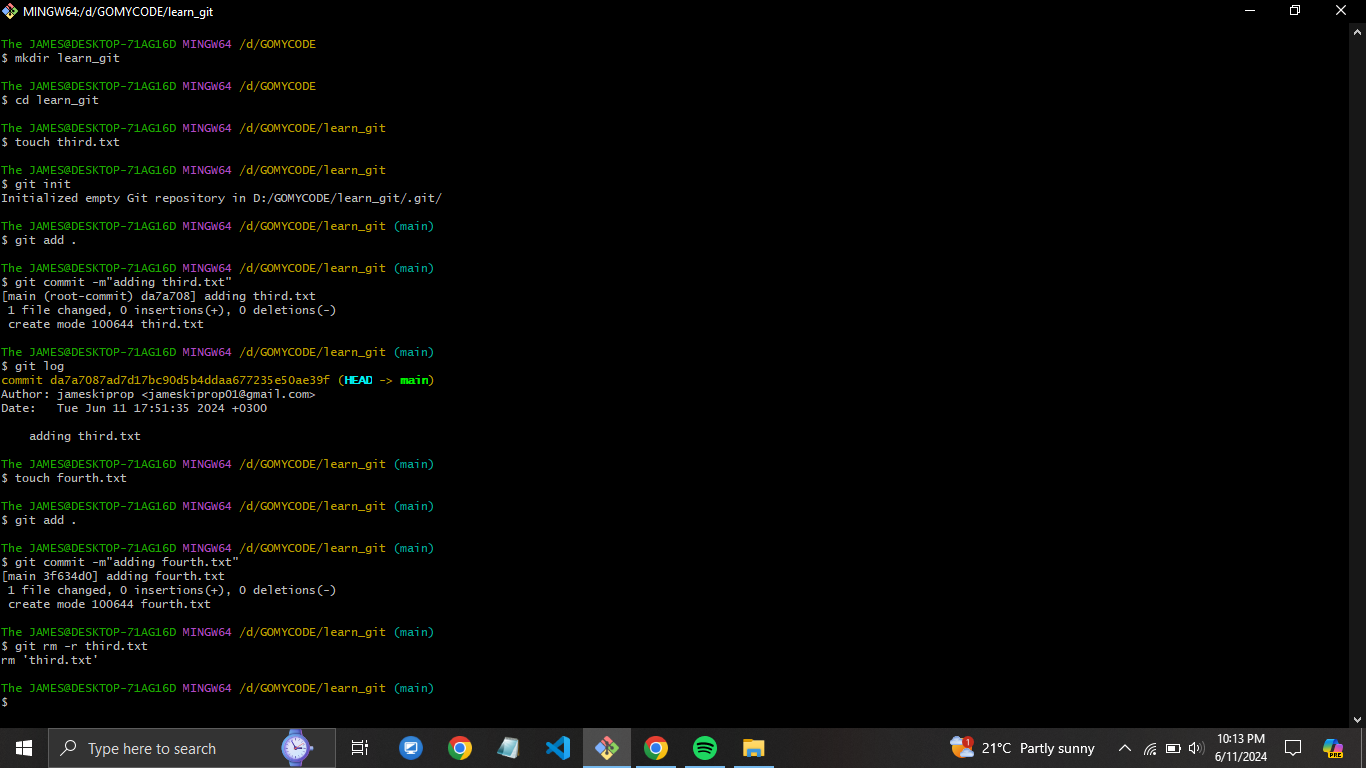 MINGW64:/d/GOMYCODE/learn_git
The JAMES@DESKTOP-71AG16D MINGW64 /d/GOMYCODE
$ mkdir learn_git
The JAMES@DESKTOP-71AG16D MINGW64 /d/GOMYCODE
$ cd learn_git
The JAMES@DESKTOP-71AG16D MINGW64 /d/GOMYCODE/learn_git
$ touch third.txt
The JAMES@DESKTOP-71AG16D MINGW64 /d/GOMYCODE/learn_git
$ git init
Initialized empty Git repository in D:/GOMYCODE/learn_git/.git/
The JAMES@DESKTOP-71AG16D MINGW64 /d/GOMYCODE/learn_git (main)
$ git add .
The JAMES@DESKTOP-71AG16D MINGW64 /d/GOMYCODE/learn_git (main)
$ git commit -m"adding third.txt"
[main (root-commit) da7a708] adding third.txt
 1 file changed, 0 insertions(+), 0 deletions(-)
 create mode 100644 third.txt
The JAMES@DESKTOP-71AG16D MINGW64 /d/GOMYCODE/learn_git (main)
$ git log
commit da7a7087ad7d17bc90d5b4ddaa677235e50ae39f (HEAD -> main)
Author: jameskiprop <jameskiprop01@gmail.com>
Date:   Tue Jun 11 17:51:35 2024 +0300
    adding third.txt
The JAMES@DESKTOP-71AG16D MINGW64 /d/GOMYCODE/learn_git (main)
$ touch fourth.txt
The JAMES@DESKTOP-71AG16D MINGW64 /d/GOMYCODE/learn_git (main)
$ git add .
The JAMES@DESKTOP-71AG16D MINGW64 /d/GOMYCODE/learn_git (main)
$ git commit -m"adding fourth.txt"
[main 3f634d0] adding fourth.txt
 1 file changed, 0 insertions(+), 0 deletions(-)
 create mode 100644 fourth.txt
The JAMES@DESKTOP-71AG16D MINGW64 /d/GOMYCODE/learn_git (main)
$ git rm -r third.txt
rm 'third.txt'
The JAMES@DESKTOP-71AG16D MINGW64 /d/GOMYCODE/learn_git (main)
$
Type here to search
1
21°C Partly sunny
10:13 PM
6/11/2024
PRE